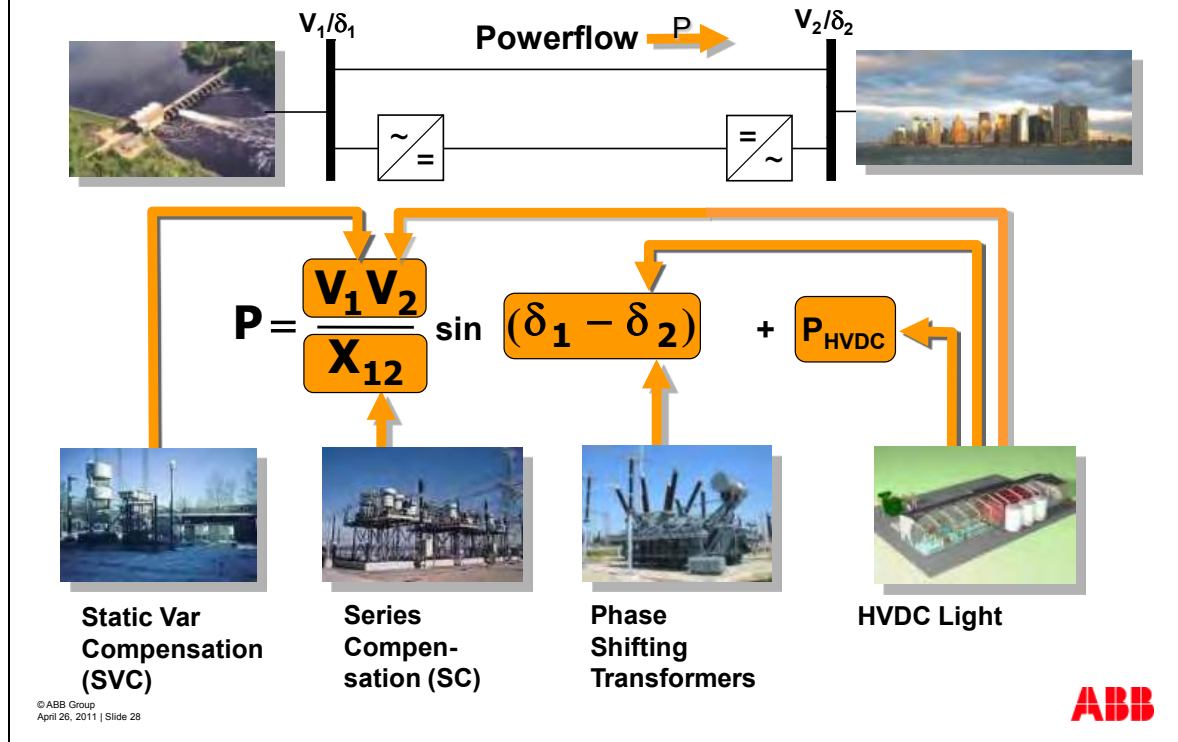 V₁/δ₁
Powerflow P
V₂/δ₂
~ / =
= / ~
P = V₁V₂ / X₁₂ sin (δ₁ − δ₂) + P_HVDC
Static Var
Compensation
(SVC)
Series
Compen-
sation (SC)
Phase
Shifting
Transformers
HVDC Light
© ABB Group
April 26, 2011 | Slide 28
ABB